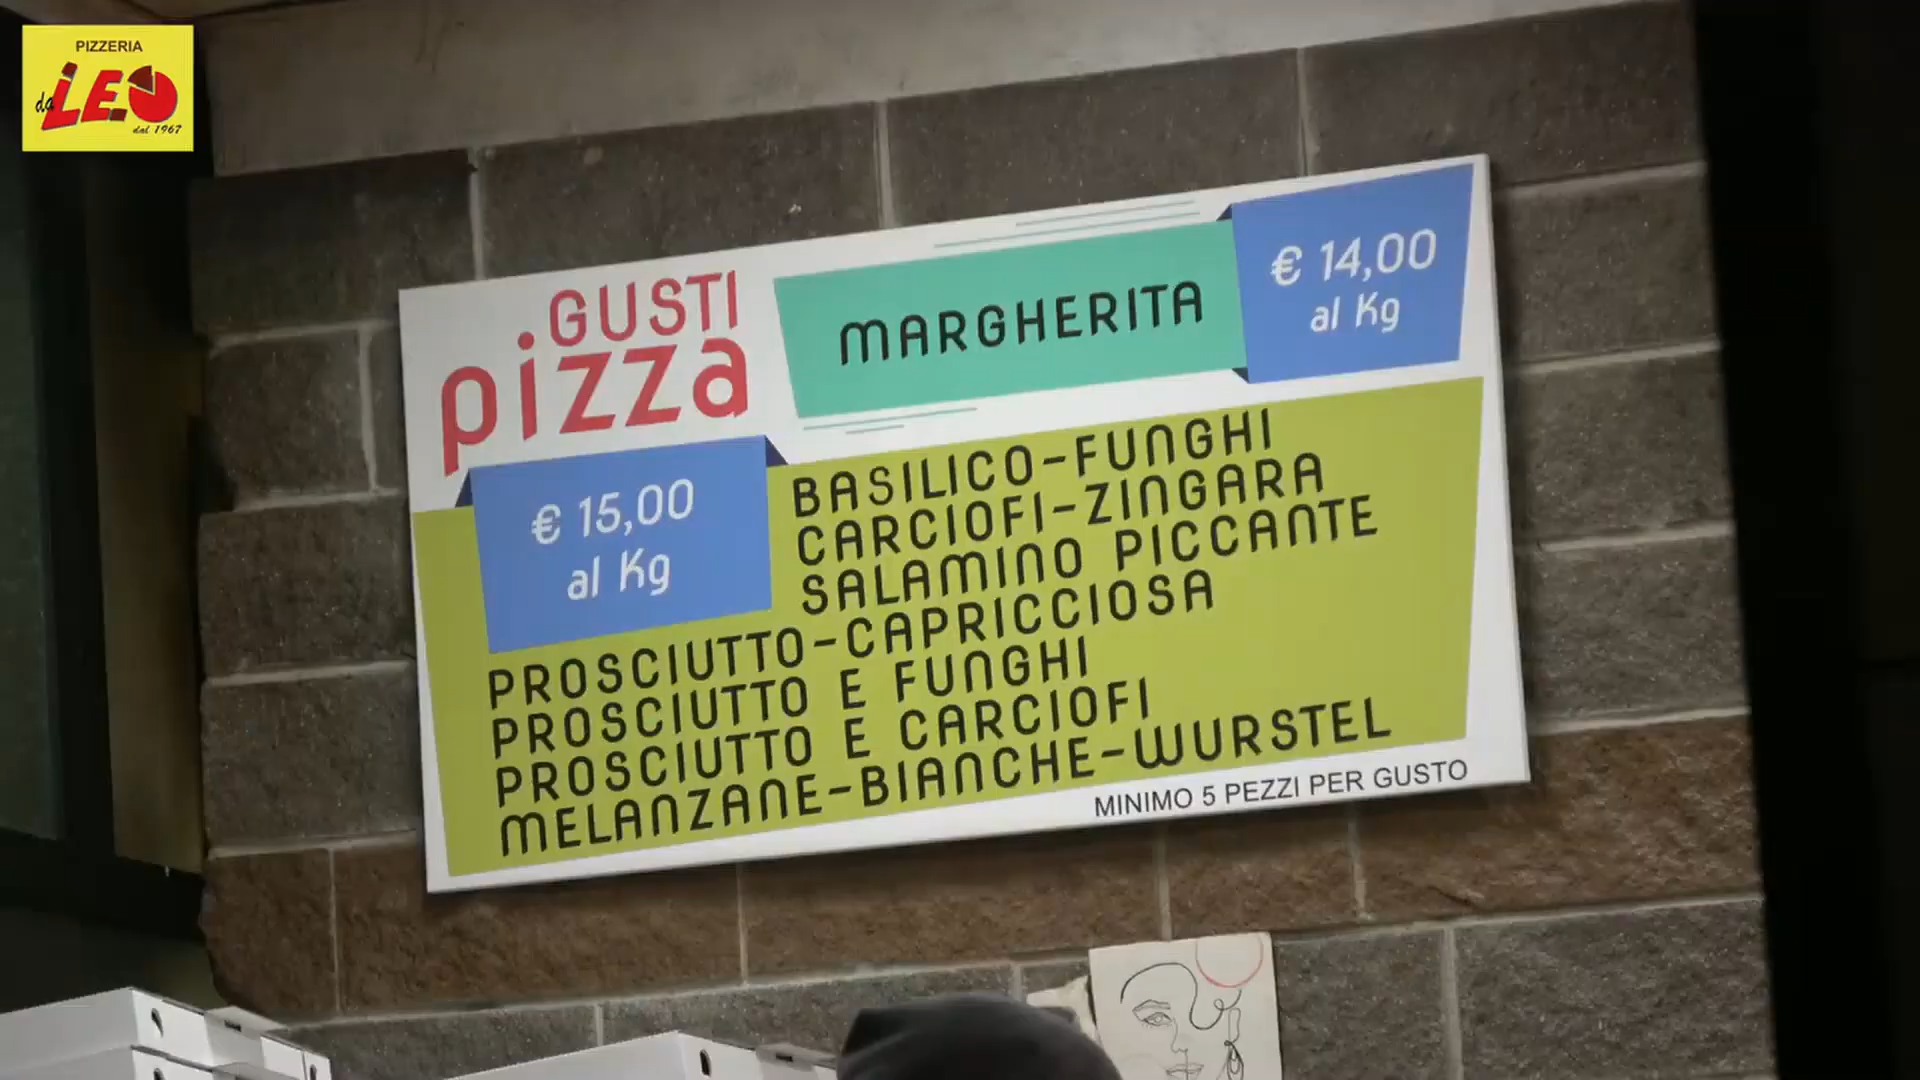 PIZZERIA
da LEO
dal 1967
GUSTI
pizza
MARGHERITA
€ 14,00
al Kg
€ 15,00
al Kg
BASILICO-FUNGHI
CARCIOFI-ZINGARA
SALAMINO PICCANTE
PROSCIUTTO-CAPRICCIOSA
PROSCIUTTO E FUNGHI
PROSCIUTTO E CARCIOFI
MELANZANE-BIANCHE-WURSTEL
MINIMO 5 PEZZI PER GUSTO